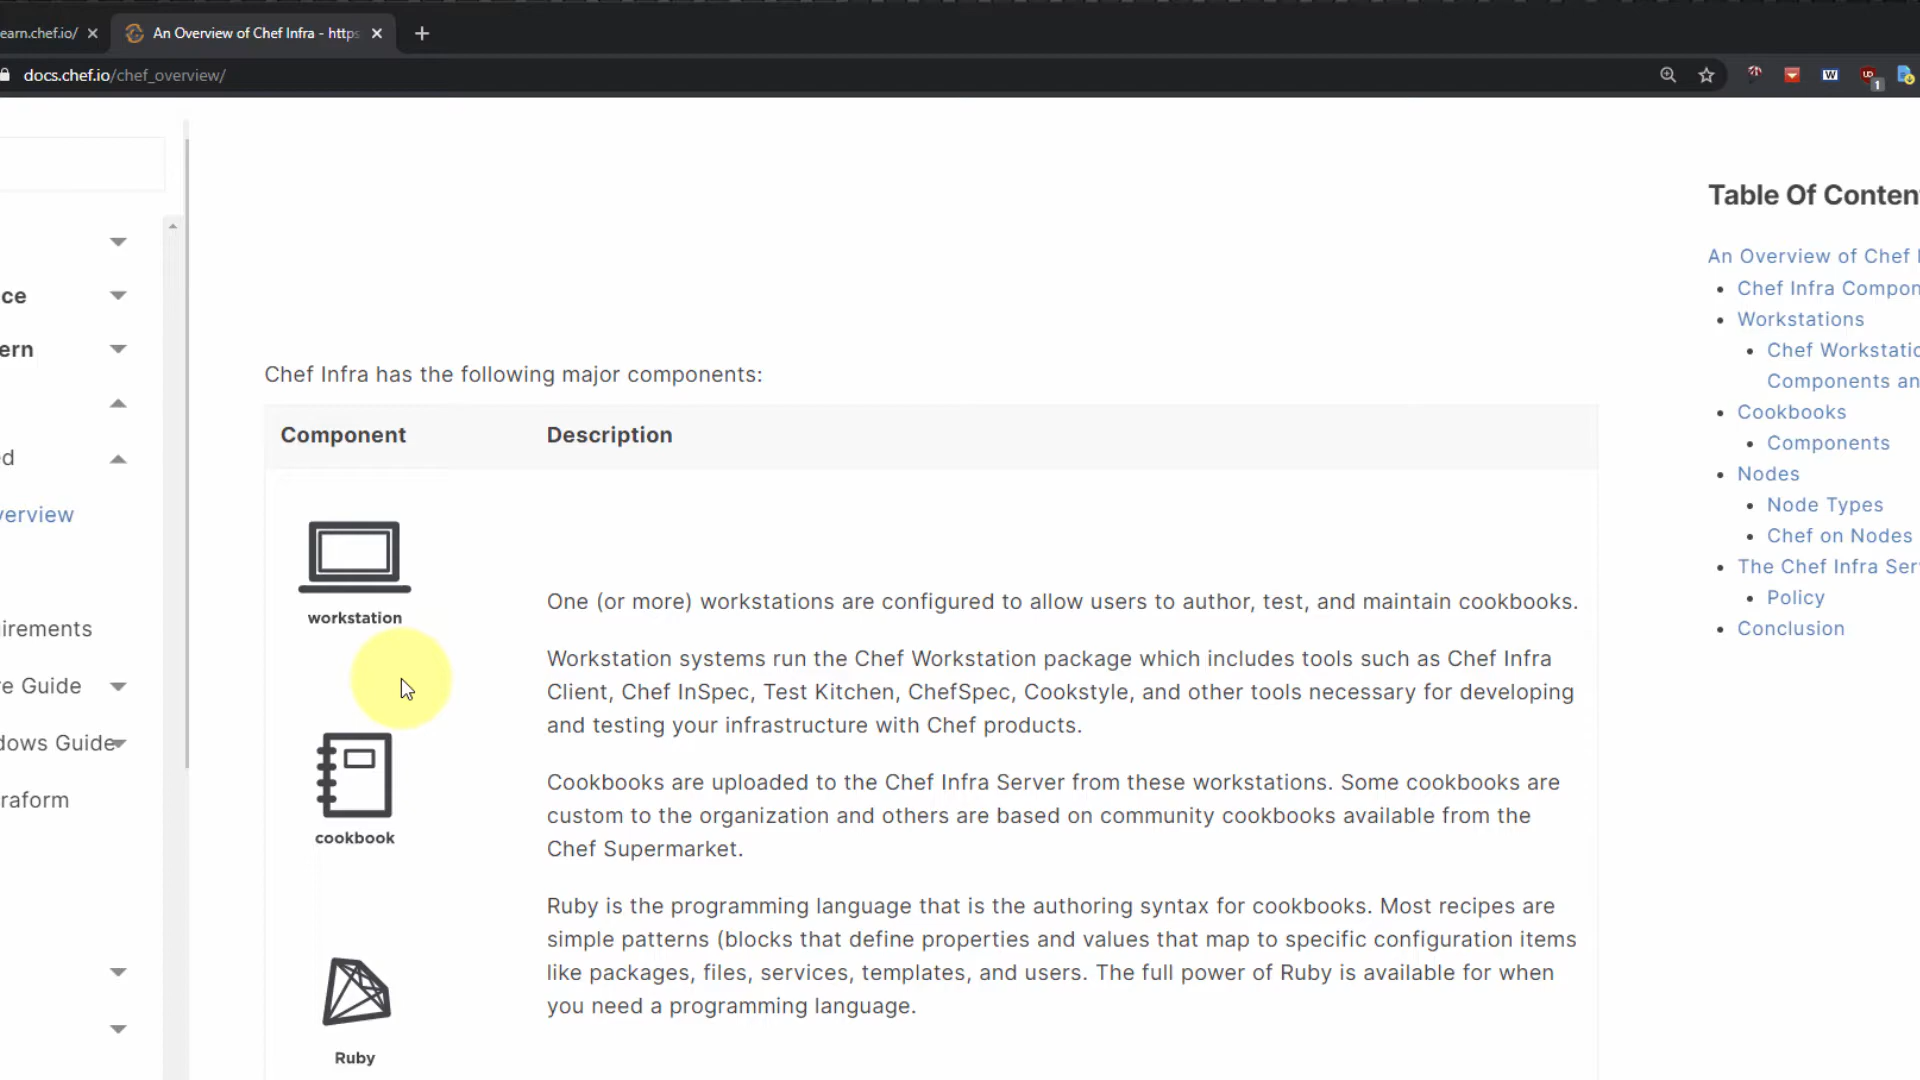 earn.chef.io/
An Overview of Chef Infra - https
docs.chef.io/chef_overview/
W
UD
1
ce
ern
d
verview
irements
e Guide
dows Guide
raform
Chef Infra has the following major components:
Component Description
workstation
cookbook
Ruby
One (or more) workstations are configured to allow users to author, test, and maintain cookbooks.
Workstation systems run the Chef Workstation package which includes tools such as Chef Infra
Client, Chef InSpec, Test Kitchen, ChefSpec, Cookstyle, and other tools necessary for developing
and testing your infrastructure with Chef products.
Cookbooks are uploaded to the Chef Infra Server from these workstations. Some cookbooks are
custom to the organization and others are based on community cookbooks available from the
Chef Supermarket.
Ruby is the programming language that is the authoring syntax for cookbooks. Most recipes are
simple patterns (blocks that define properties and values that map to specific configuration items
like packages, files, services, templates, and users. The full power of Ruby is available for when
you need a programming language.
Table Of Conten
An Overview of Chef I
Chef Infra Compon
Workstations
Chef Workstatio
Components an
Cookbooks
Components
Nodes
Node Types
Chef on Nodes
The Chef Infra Ser
Policy
Conclusion